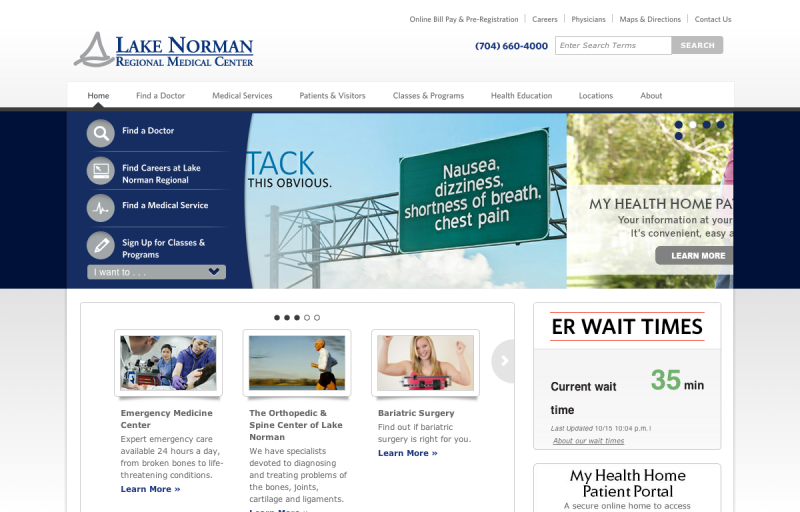 Online Bill Pay & Pre-Registration
Careers
Physicians
Maps & Directions
Contact Us
LAKE NORMAN
REGIONAL MEDICAL CENTER
(704) 660-4000
Enter Search Terms
SEARCH
Home
Find a Doctor
Medical Services
Patients & Visitors
Classes & Programs
Health Education
Locations
About
Find a Doctor
Find Careers at Lake
Norman Regional
Find a Medical Service
Sign Up for Classes &
Programs
I want to . . .
TACK
THIS OBVIOUS.
Nausea,
dizziness,
shortness of breath,
chest pain
MY HEALTH HOME PA
Your information at your
It's convenient, easy a
LEARN MORE
Emergency Medicine
Center
Expert emergency care
available 24 hours a day,
from broken bones to life-
threatening conditions.
Learn More »
The Orthopedic &
Spine Center of Lake
Norman
We have specialists
devoted to diagnosing
and treating problems of
the bones, joints,
cartilage and ligaments.
Learn More »
Bariatric Surgery
Find out if bariatric
surgery is right for you.
Learn More »
ER WAIT TIMES
Current wait
time
35 min
Last Updated 10/15 10:04 p.m. |
About our wait times
My Health Home
Patient Portal
A secure online home to access